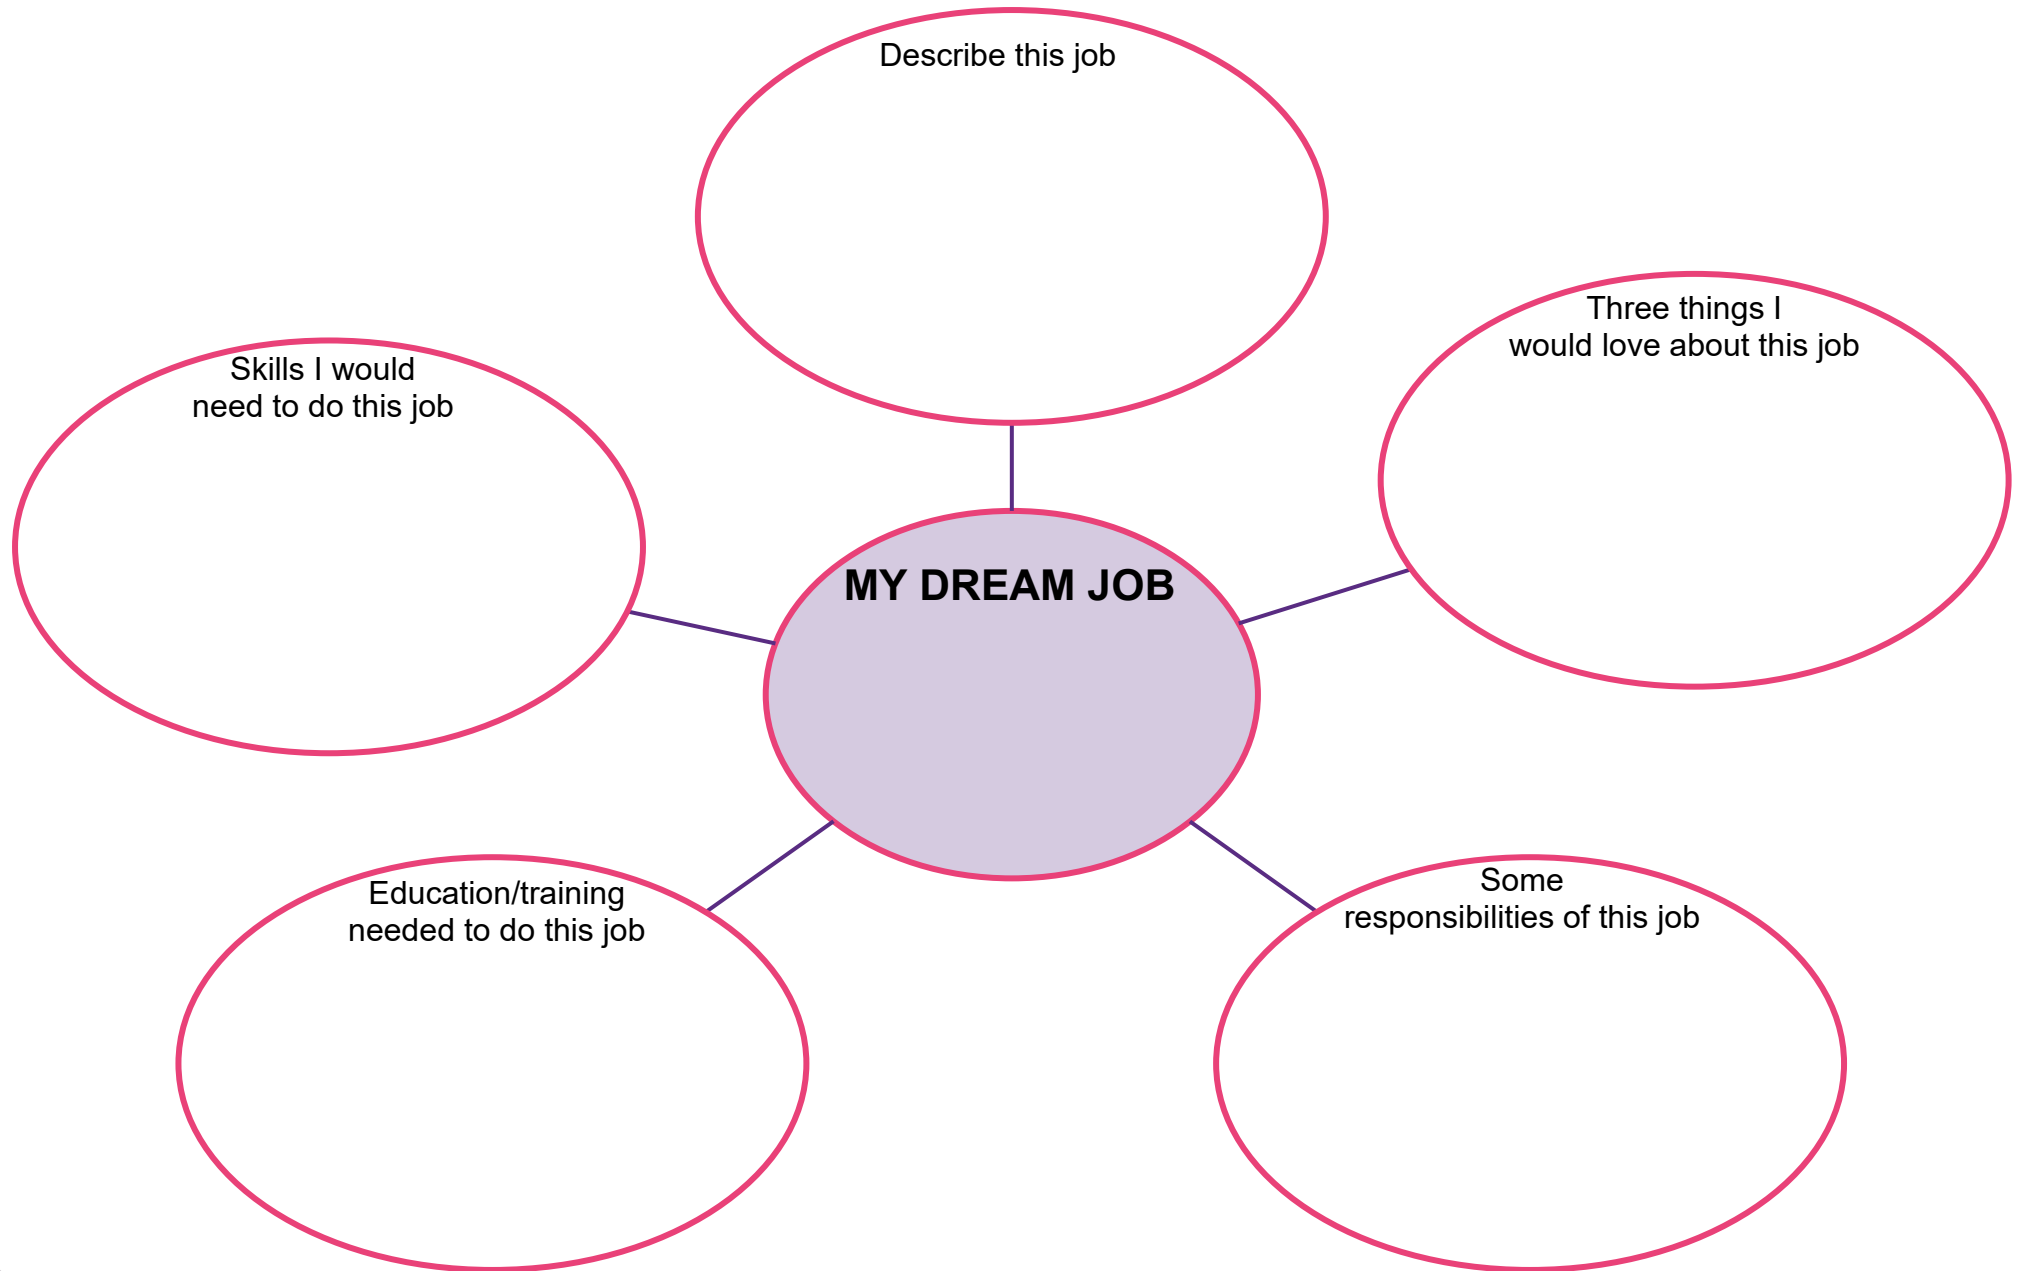 Describe this job
Three things I
would love about this job
Skills I would
need to do this job
MY DREAM JOB
Education/training
needed to do this job
Some
responsibilities of this job